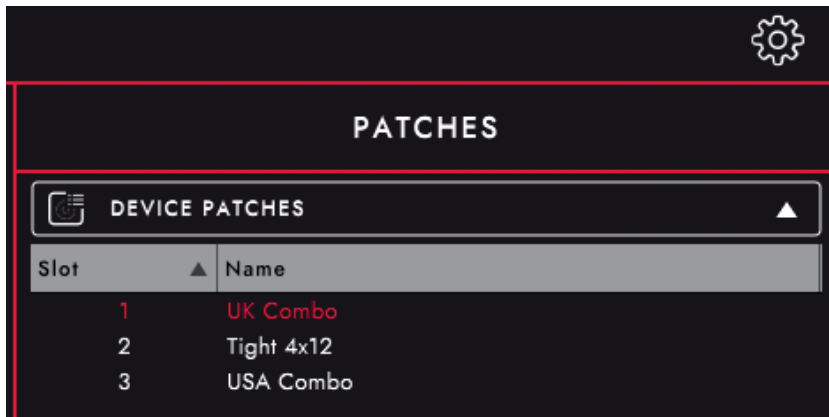 PATCHES
DEVICE PATCHES
Slot Name
1 UK Combo
2 Tight 4x12
3 USA Combo